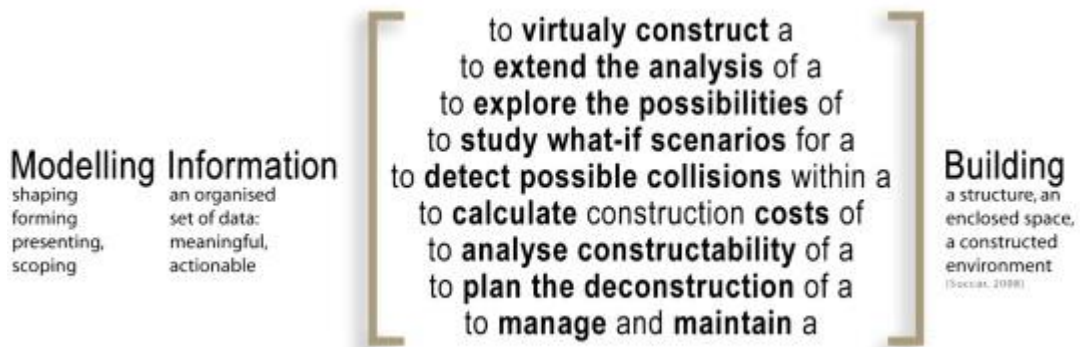 Modelling Information
shaping
forming
presenting,
scoping
an organised
set of data:
meaningful,
actionable
to virtualy construct a
to extend the analysis of a
to explore the possibilities of
to study what-if scenarios for a
to detect possible collisions within a
to calculate construction costs of
to analyse constructability of a
to plan the deconstruction of a
to manage and maintain a
Building
a structure, an
enclosed space,
a constructed
environment
(Succar, 2008)